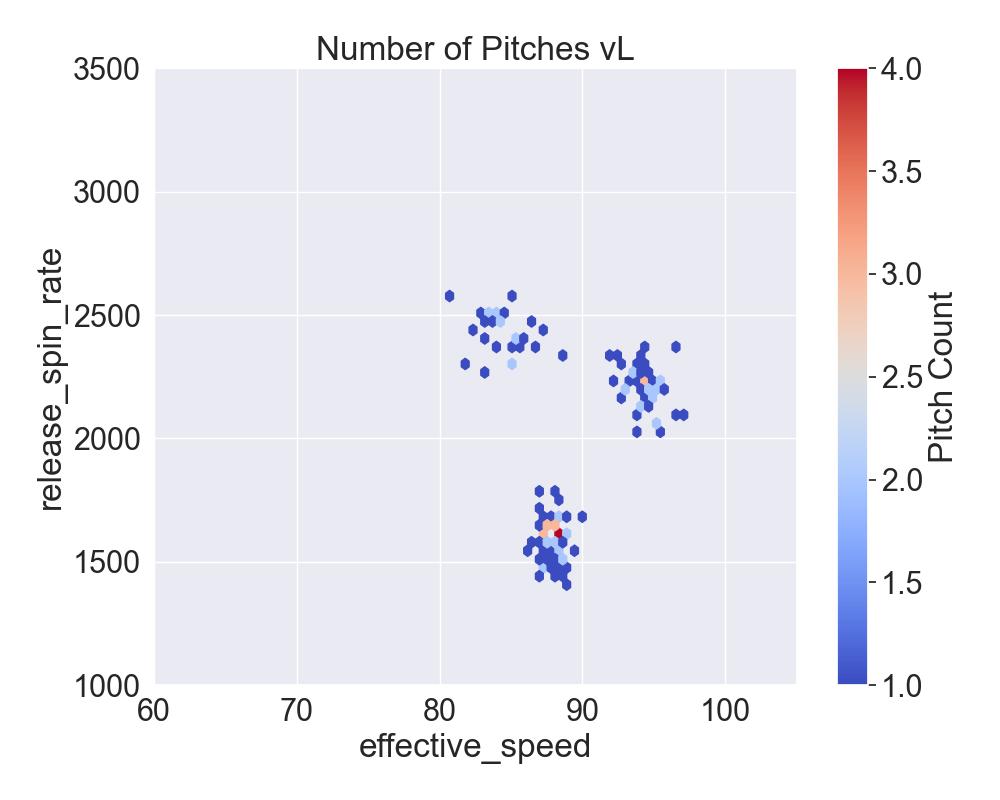 Number of Pitches vL
3500
3000
2500
2000
1500
1000
release_spin_rate
60 70 80 90 100
effective_speed
4.0
3.5
3.0
2.5
2.0
1.5
1.0
Pitch Count